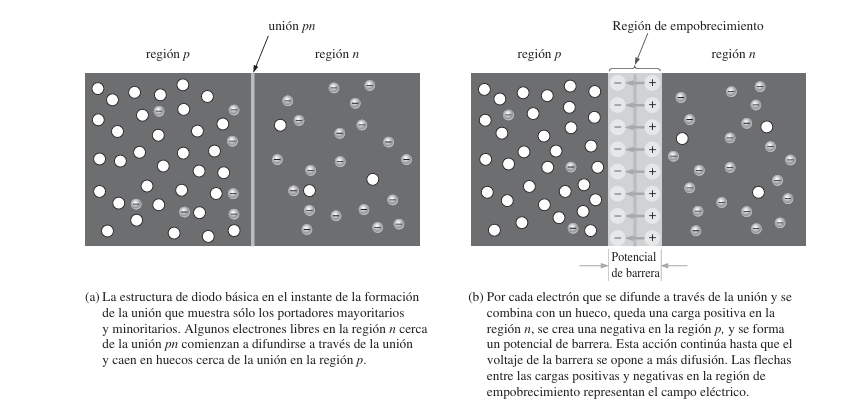 unión pn
región p
región n
(a) La estructura de diodo básica en el instante de la formación
de la unión que muestra sólo los portadores mayoritarios
y minoritarios. Algunos electrones libres en la región n cerca
de la unión pn comienzan a difundirse a través de la unión
y caen en huecos cerca de la unión en la región p.
Región de empobrecimiento
región p
región n
Potencial
de barrera
(b) Por cada electrón que se difunde a través de la unión y se
combina con un hueco, queda una carga positiva en la
región n, se crea una negativa en la región p, y se forma
un potencial de barrera. Esta acción continúa hasta que el
voltaje de la barrera se opone a más difusión. Las flechas
entre las cargas positivas y negativas en la región de
empobrecimiento representan el campo eléctrico.